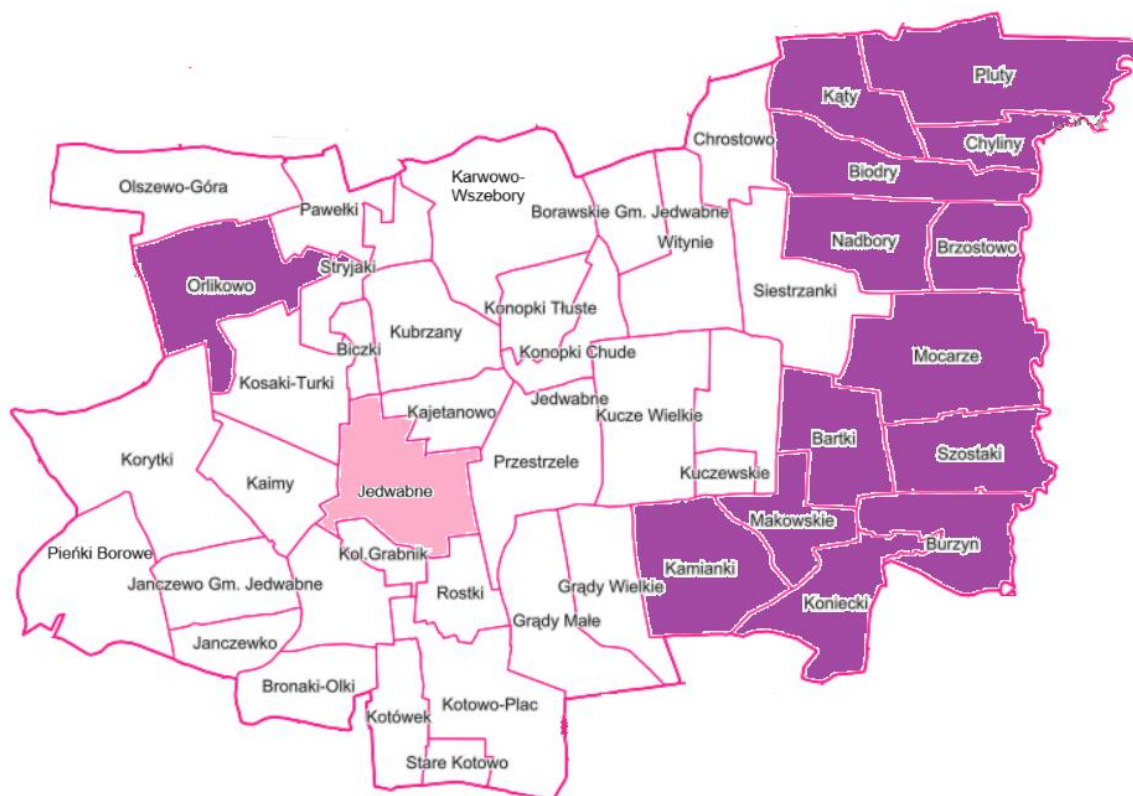 Pluty
Kąty
Chrostowo
Chyliny
Biodry
Karwowo-
Wszebory
Olszewo-Góra
Pawełki
Borawskie Gm. Jedwabne
Witynie
Nadbory
Brzostowo
Stryjaki
Orlikowo
Siestrzanki
Konopki Tłuste
Kubrzany
Biczki
Konopki Chude
Mocarze
Kosaki-Turki
Jedwabne
Kajetanowo
Kucze Wielkie
Bartki
Szostaki
Korytki
Przestrzele
Kuczewskie
Kaimy
Jedwabne
Makowskie
Pieńki Borowe
Kol.Grabnik
Burzyn
Janczewo Gm. Jedwabne
Rostki
Grądy Wielkie
Kamianki
Koniecki
Grądy Małe
Janczewko
Bronaki-Olki
Kotówek
Kotowo-Plac
Stare Kotowo